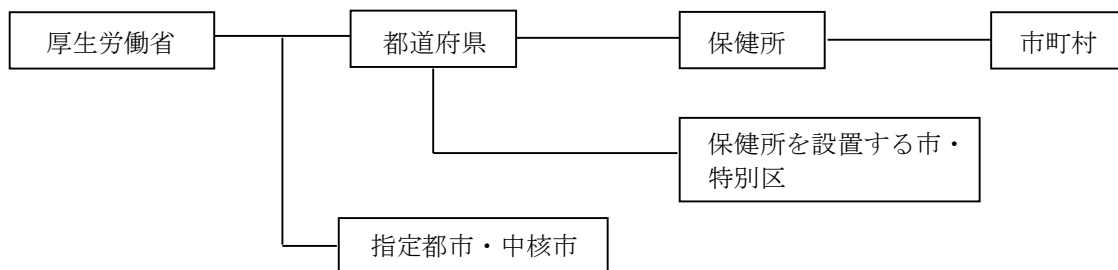 厚生労働省
都道府県
保健所
市町村
保健所を設置する市・
特別区
指定都市・中核市